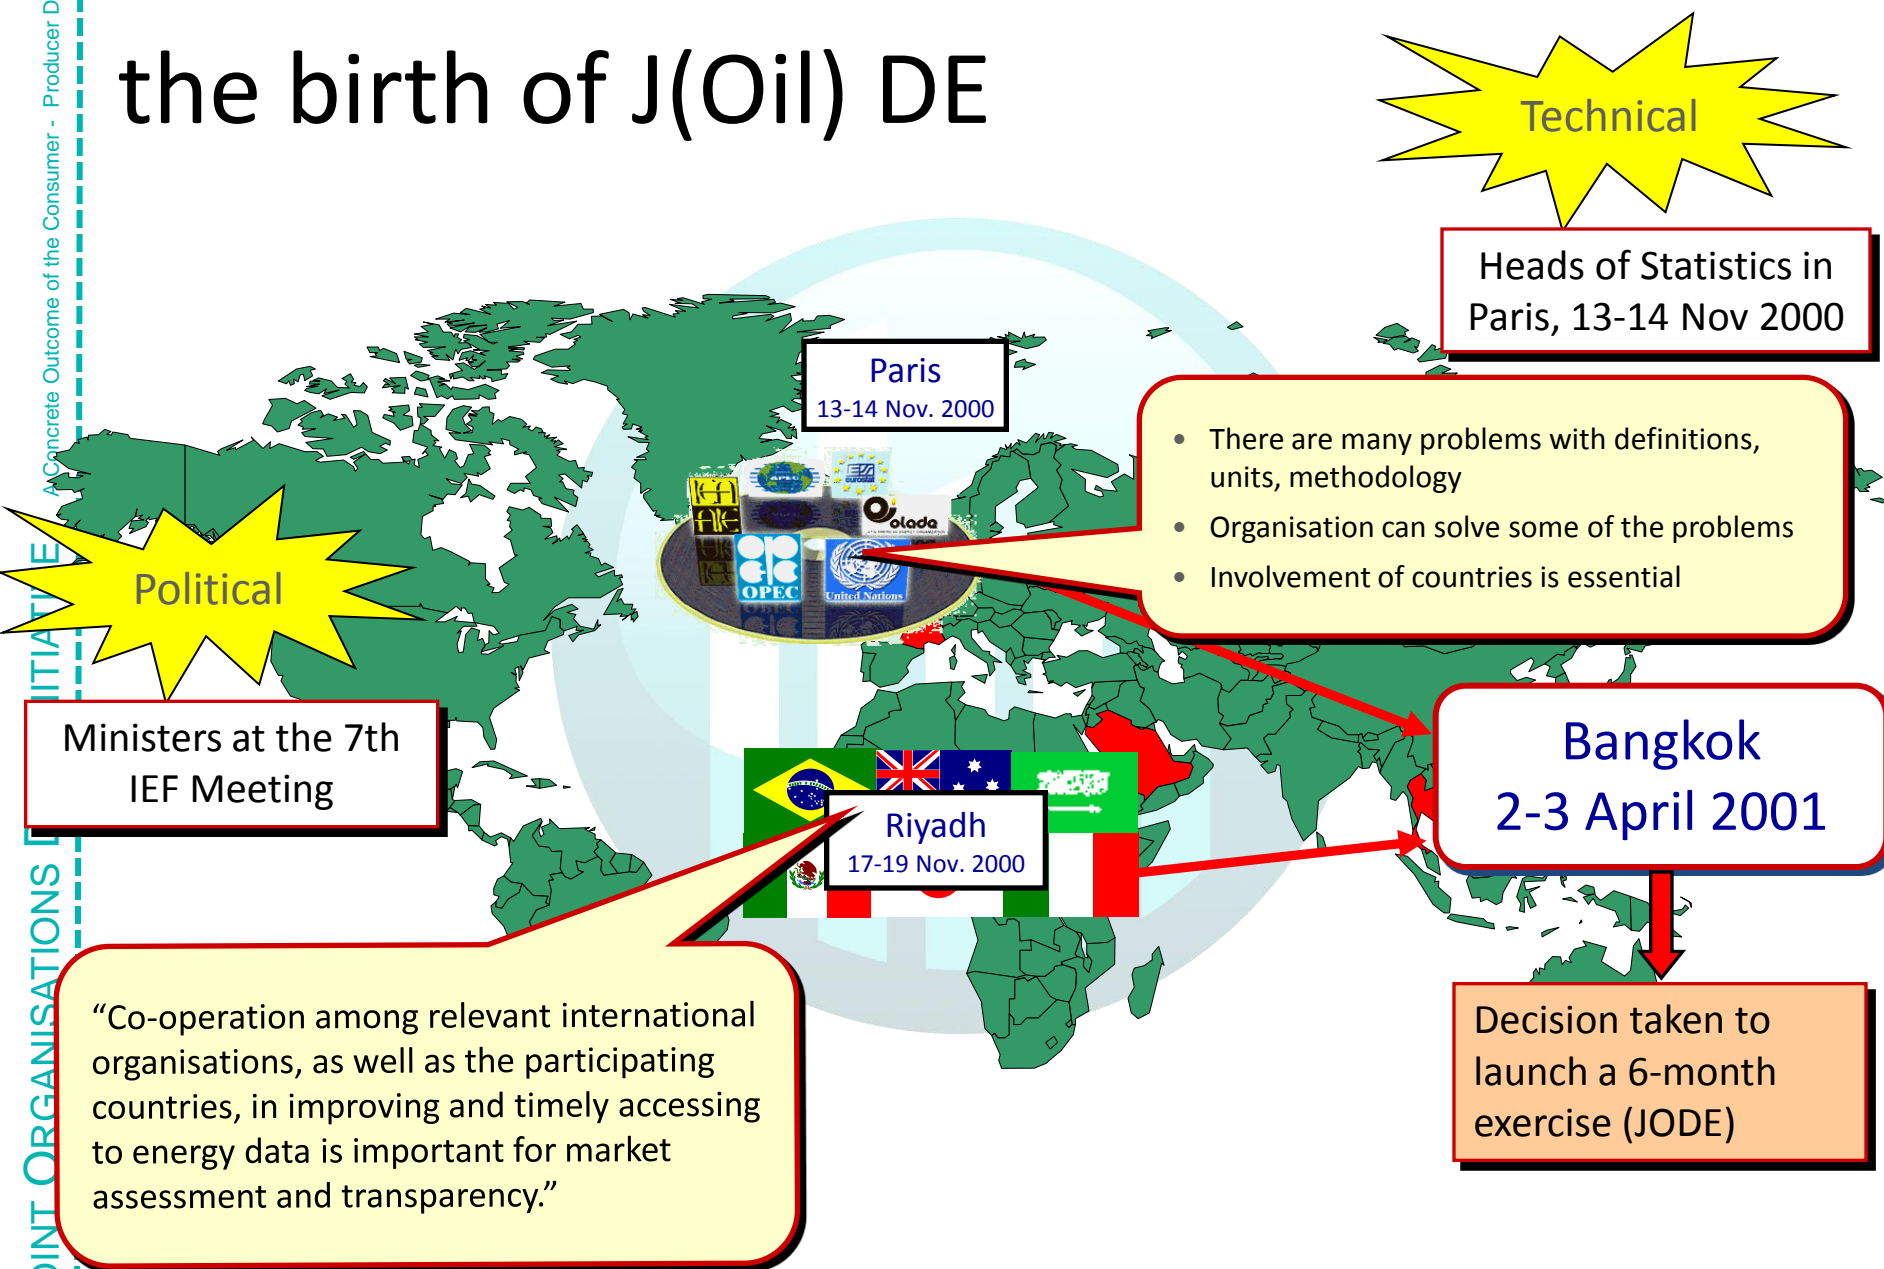 the birth of J(Oil) DE
Technical
Heads of Statistics in
Paris, 13-14 Nov 2000
Paris
13-14 Nov. 2000
• There are many problems with definitions,
units, methodology
• Organisation can solve some of the problems
• Involvement of countries is essential
APEC
eurostat
olade
OPEC
United Nations
Political
Ministers at the 7th
IEF Meeting
Riyadh
17-19 Nov. 2000
Bangkok
2-3 April 2001
“Co-operation among relevant international
organisations, as well as the participating
countries, in improving and timely accessing
to energy data is important for market
assessment and transparency.”
Decision taken to
launch a 6-month
exercise (JODE)
OINT ORGANISATIONS D
AConcrete Outcome of the Consumer - Producer D